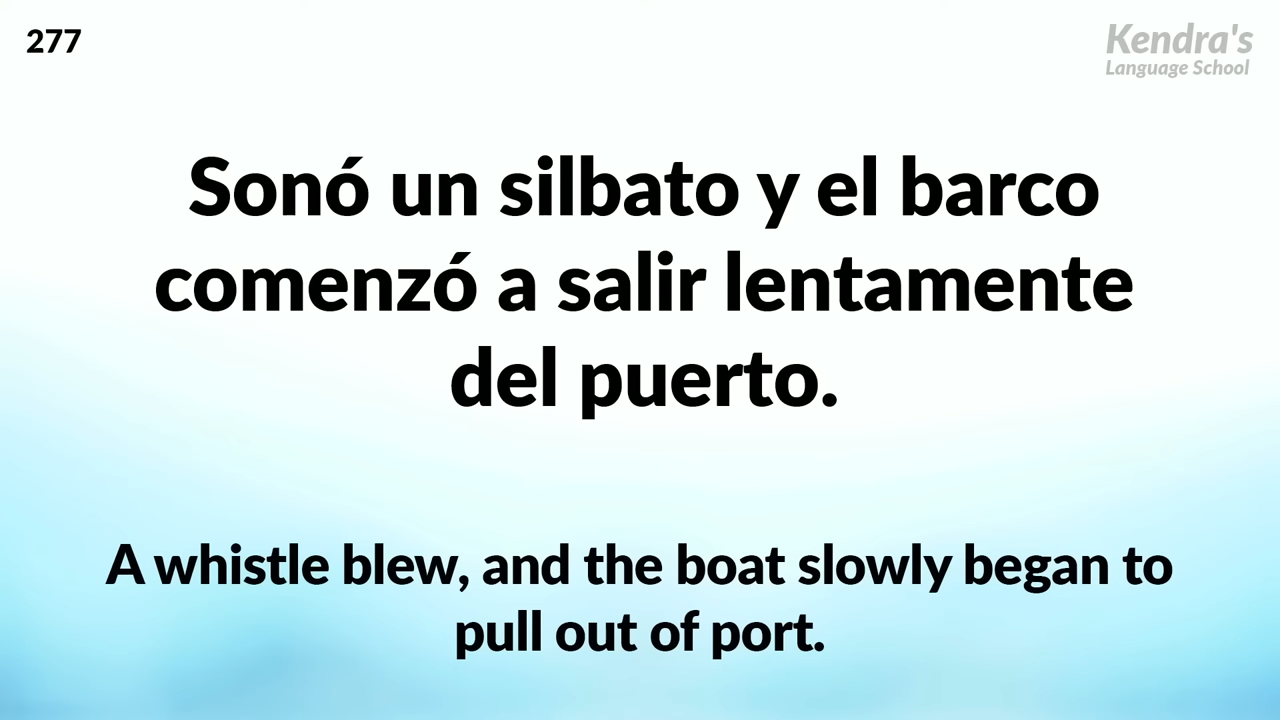 277
Kendra's
Language School
Sonó un silbato y el barco
comenzó a salir lentamente
del puerto.
A whistle blew, and the boat slowly began to
pull out of port.